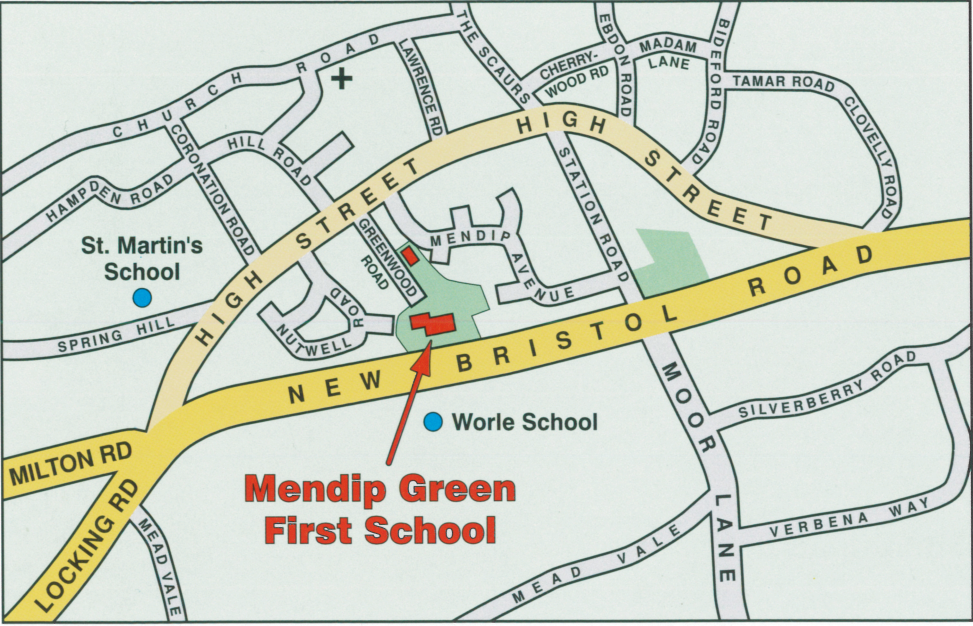 CHURCH ROAD
THE SCAURS
EBDON ROAD
MADAM
LANE
BIDEFORD ROAD
CHERRY-
WOOD RD
TAMAR ROAD
CLOVELLY ROAD
LAWRENCE RD
HIGH STREET
HIGH STREET
CORONATION ROAD
HILL ROAD
HAMPDEN ROAD
STATION ROAD
St. Martin's
School
GREENWOOD
ROAD
MENDIP
AVENUE
SPRING HILL
NUTWELL ROAD
NEW BRISTOL ROAD
MOOR LANE
SILVERBERRY ROAD
Worle School
MILTON RD
LOCKING RD
Mendip Green
First School
MEAD VALE
MEAD VALE
VERBENA WAY